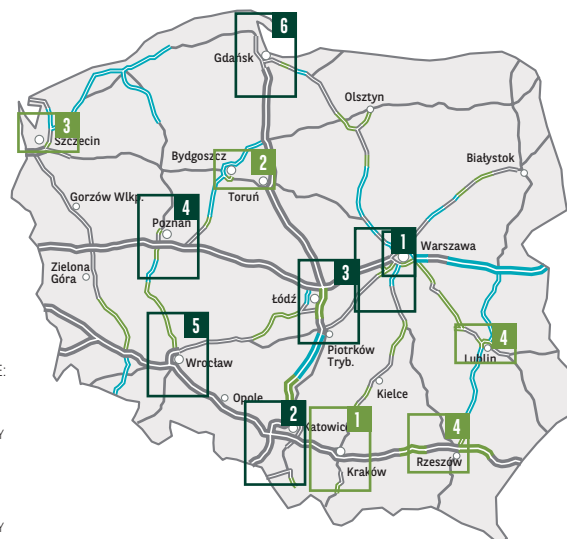 6
Gdańsk
Olsztyn
3
Szczecin
Bydgoszcz
2
Białystok
Toruń
Gorzów Wlkp.
4
Poznań
1
Warszawa
Zielona
Góra
3
Łódź
5
Piotrków
Tryb.
4
Lublin
Wrocław
E:
Kielce
Opole
2
Katowic
1
4
Y
Rzeszów
Kraków
Y